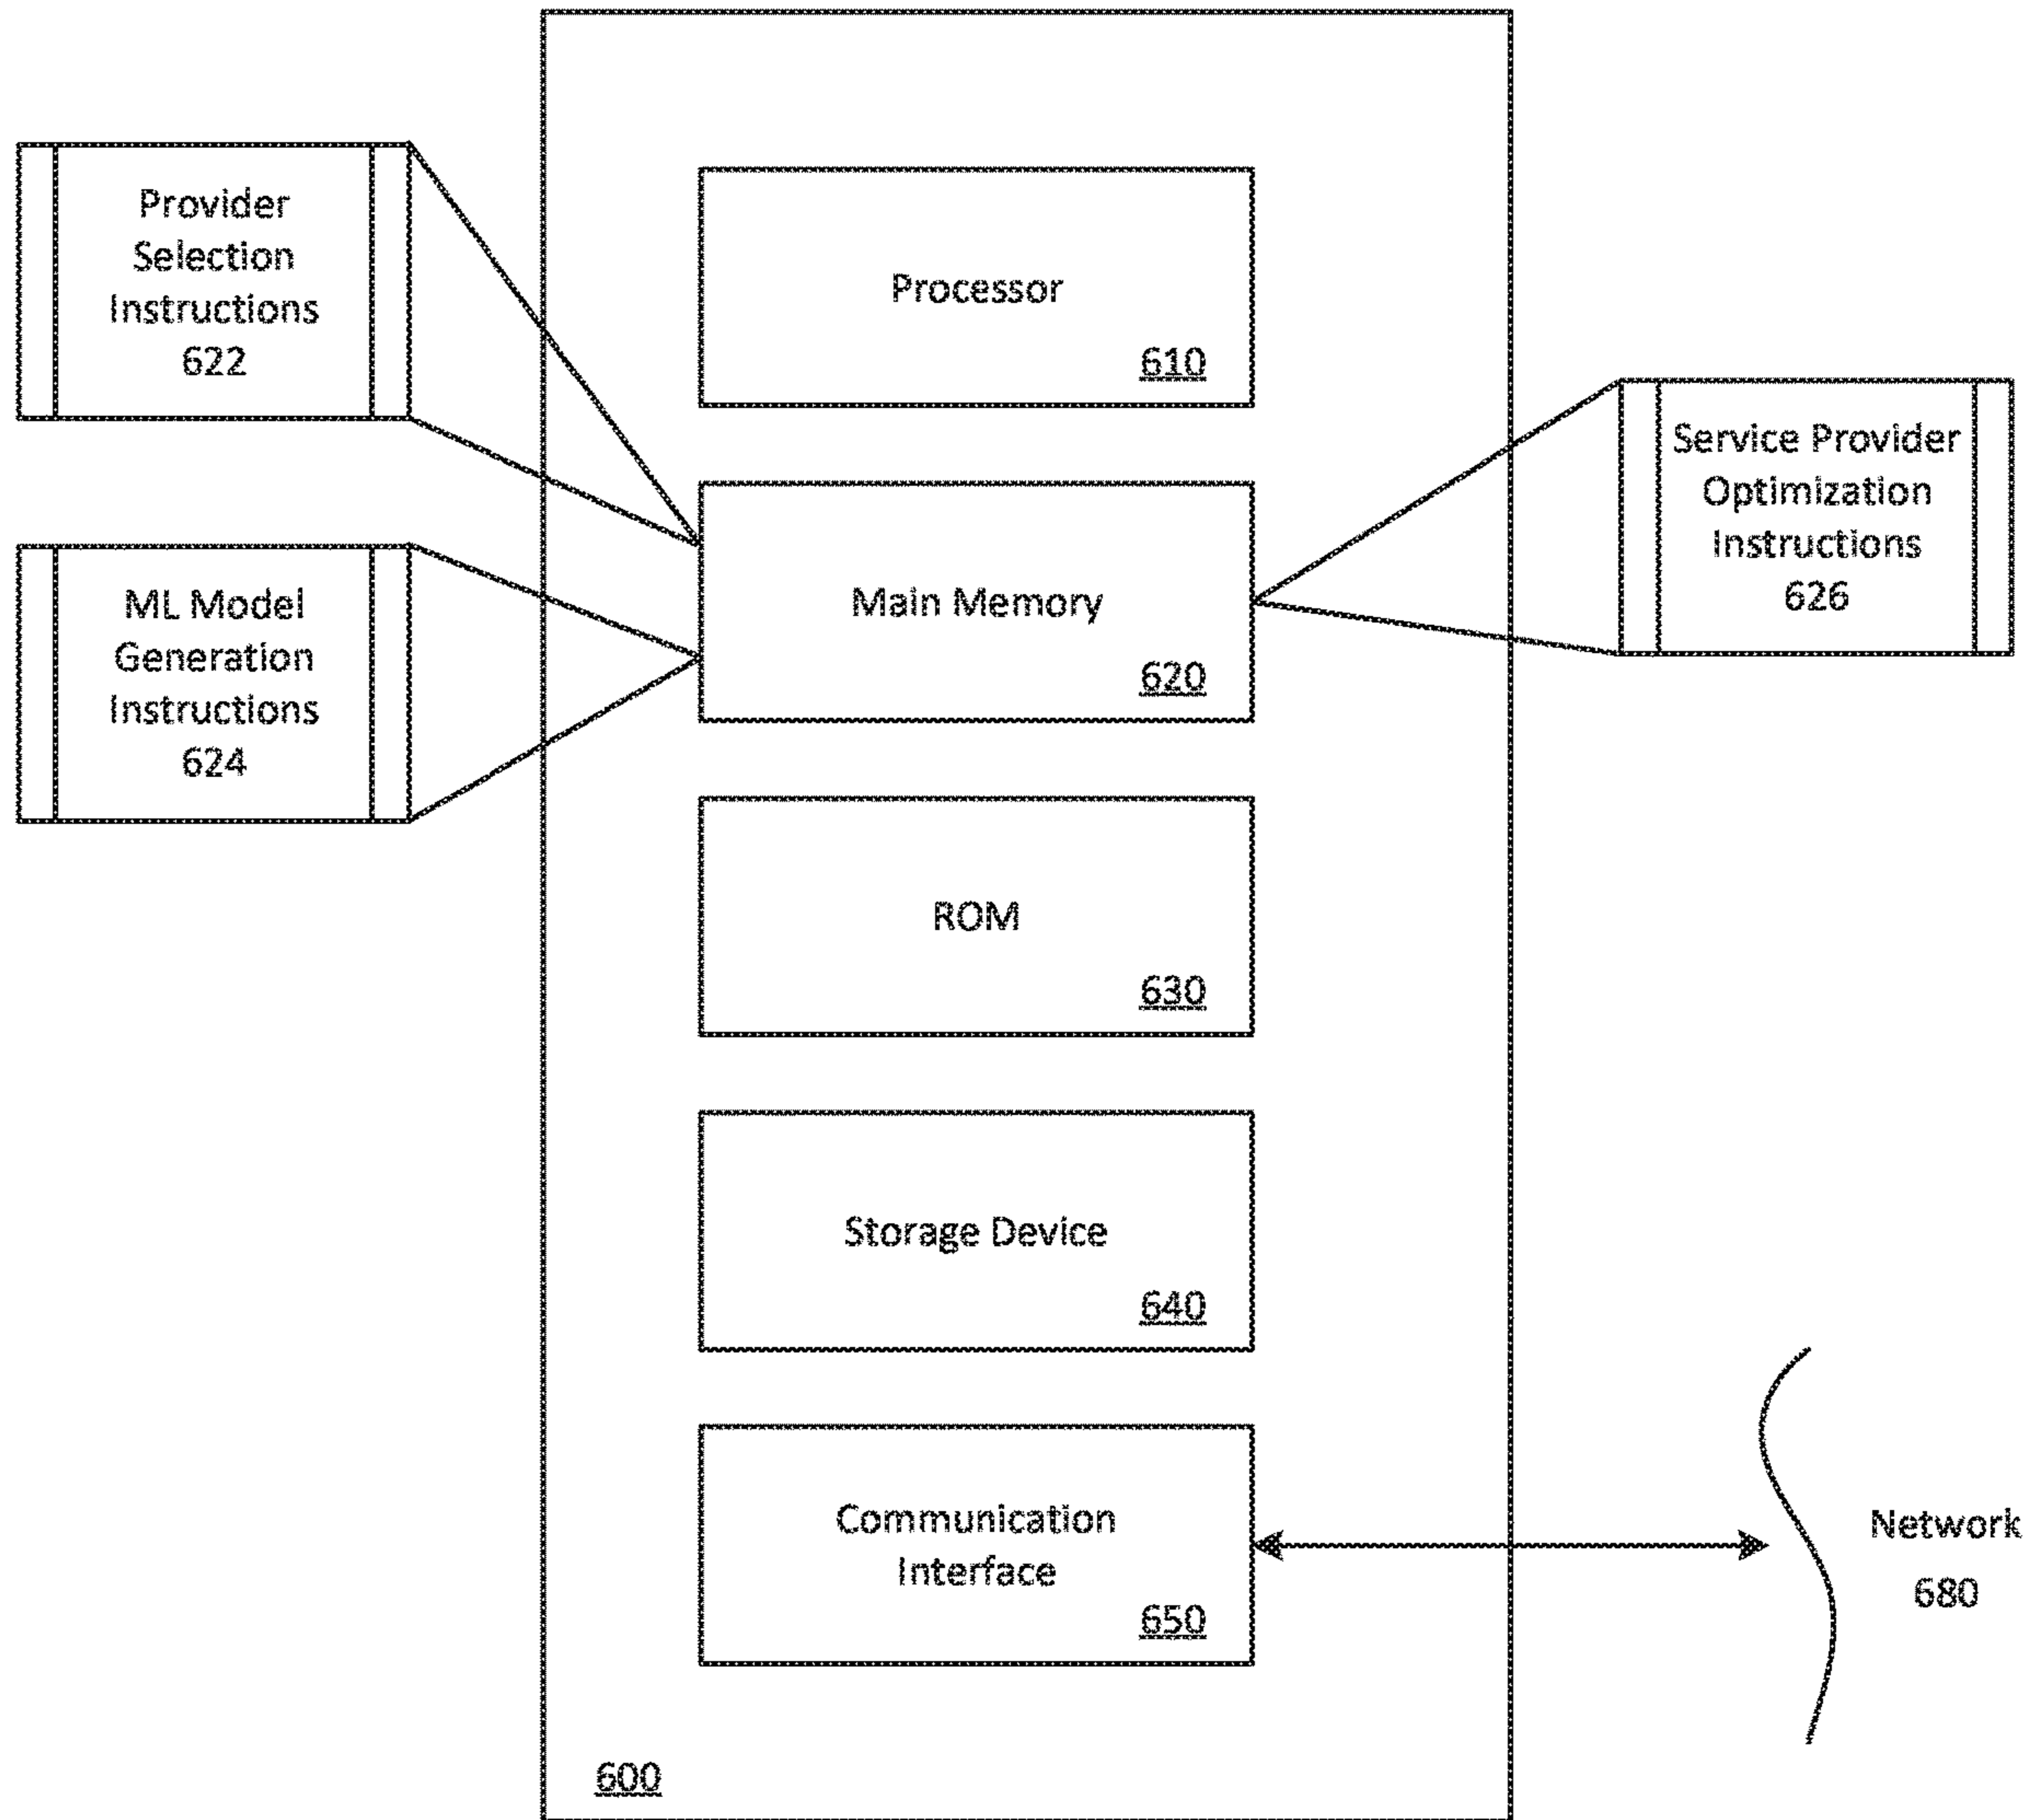 Provider
Selection
Instructions
622
ML Model
Generation
Instructions
624
Processor
610
Main Memory
620
ROM
630
Storage Device
640
Communication
Interface
650
600
Service Provider
Optimization
Instructions
626
Network
680